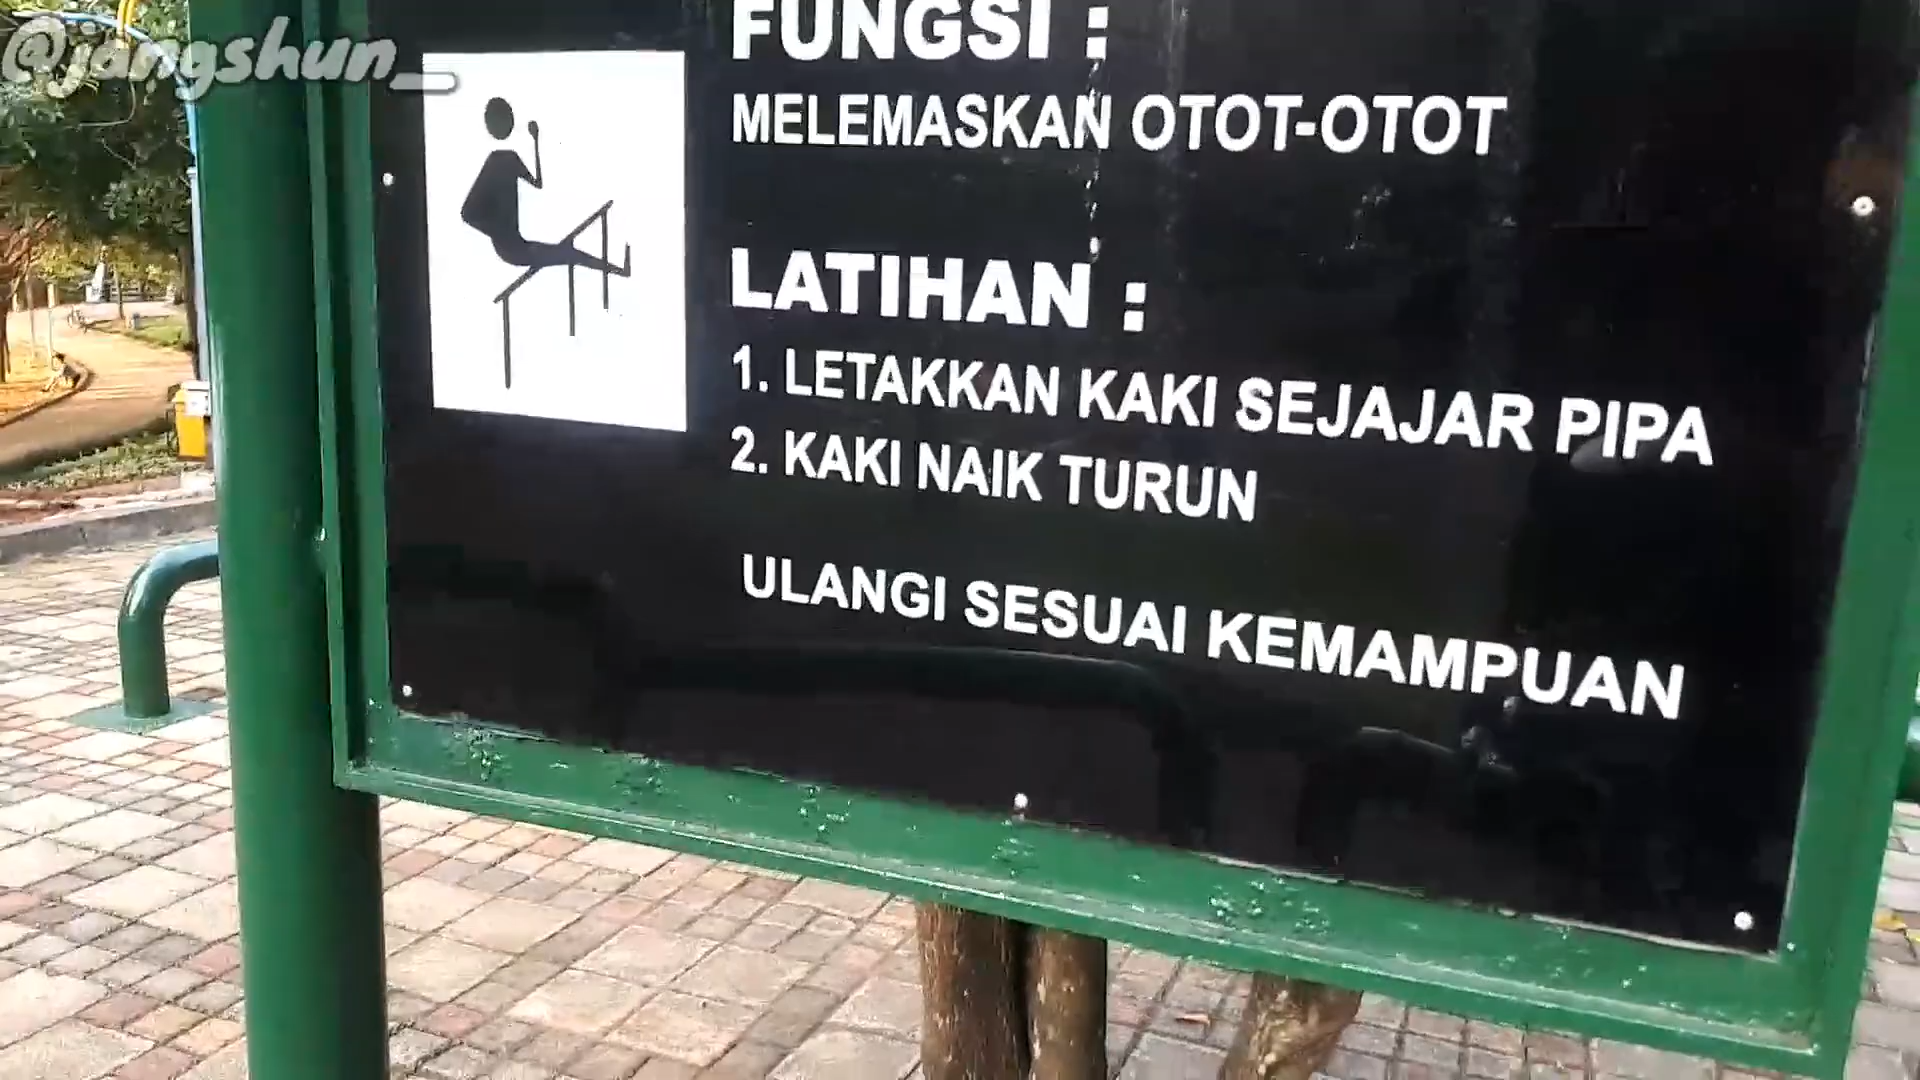 @jangshun_
FUNGSI :
MELEMASKAN OTOT-OTOT
LATIHAN :
1. LETAKKAN KAKI SEJAJAR PIPA
2. KAKI NAIK TURUN
ULANGI SESUAI KEMAMPUAN